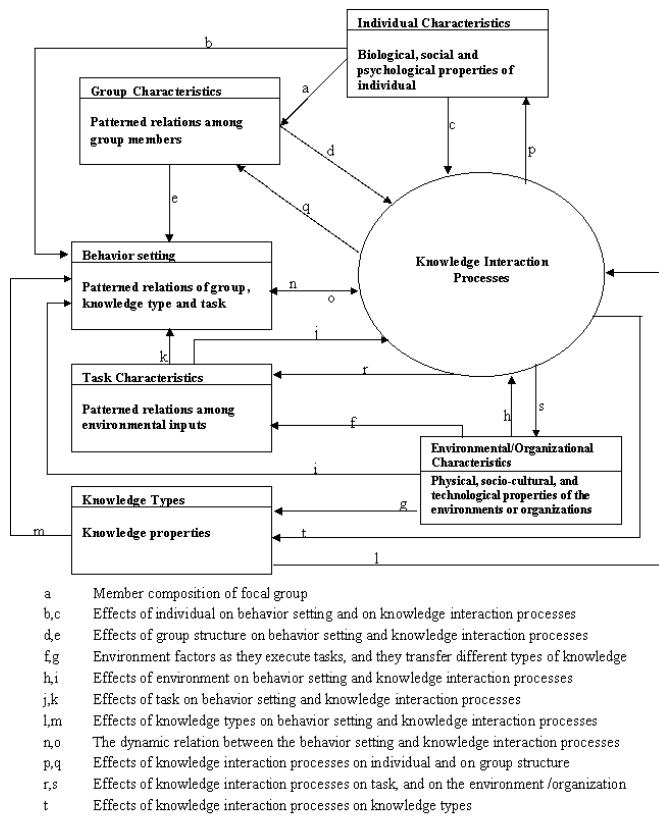 Individual Characteristics
Biological, social and
psychological properties of
individual
b
a
Group Characteristics
Patterned relations among
group members
c
p
d
e
q
Behavior setting
Patterned relations of group,
knowledge type and task
n
o
Knowledge Interaction
Processes
j
k
r
Task Characteristics
Patterned relations among
environmental inputs
f
h
s
Environmental/Organizational
Characteristics
Physical, socio-cultural, and
technological properties of the
environments or organizations
i
Knowledge Types
Knowledge properties
g
m
t
l
a Member composition of focal group
b,c Effects of individual on behavior setting and on knowledge interaction processes
d,e Effects of group structure on behavior setting and knowledge interaction processes
f,g Environment factors as they execute tasks, and they transfer different types of knowledge
h,i Effects of environment on behavior setting and knowledge interaction processes
j,k Effects of task on behavior setting and knowledge interaction processes
l,m Effects of knowledge types on behavior setting and knowledge interaction processes
n,o The dynamic relation between the behavior setting and knowledge interaction processes
p,q Effects of knowledge interaction processes on individual and on group structure
r,s Effects of knowledge interaction processes on task, and on the environment /organization
t Effects of knowledge interaction processes on knowledge types